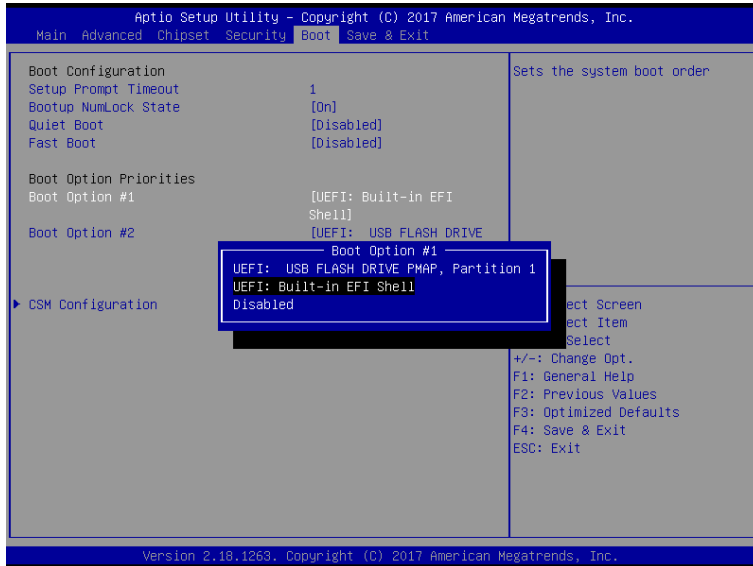 Aptio Setup Utility – Copyright (C) 2017 American Megatrends, Inc.
Main Advanced Chipset Security Boot Save & Exit
Boot Configuration
Setup Prompt Timeout 1
Bootup NumLock State [On]
Quiet Boot [Disabled]
Fast Boot [Disabled]
Boot Option Priorities
Boot Option #1 [UEFI: Built-in EFI
Shell]
Boot Option #2 [UEFI: USB FLASH DRIVE
CSM Configuration
Boot Option #1
UEFI: USB FLASH DRIVE PMAP, Partition 1
UEFI: Built-in EFI Shell
Disabled
Sets the system boot order
ect Screen
ect Item
Select
+/-: Change Opt.
F1: General Help
F2: Previous Values
F3: Optimized Defaults
F4: Save & Exit
ESC: Exit
Version 2.18.1263. Copyright (C) 2017 American Megatrends, Inc.